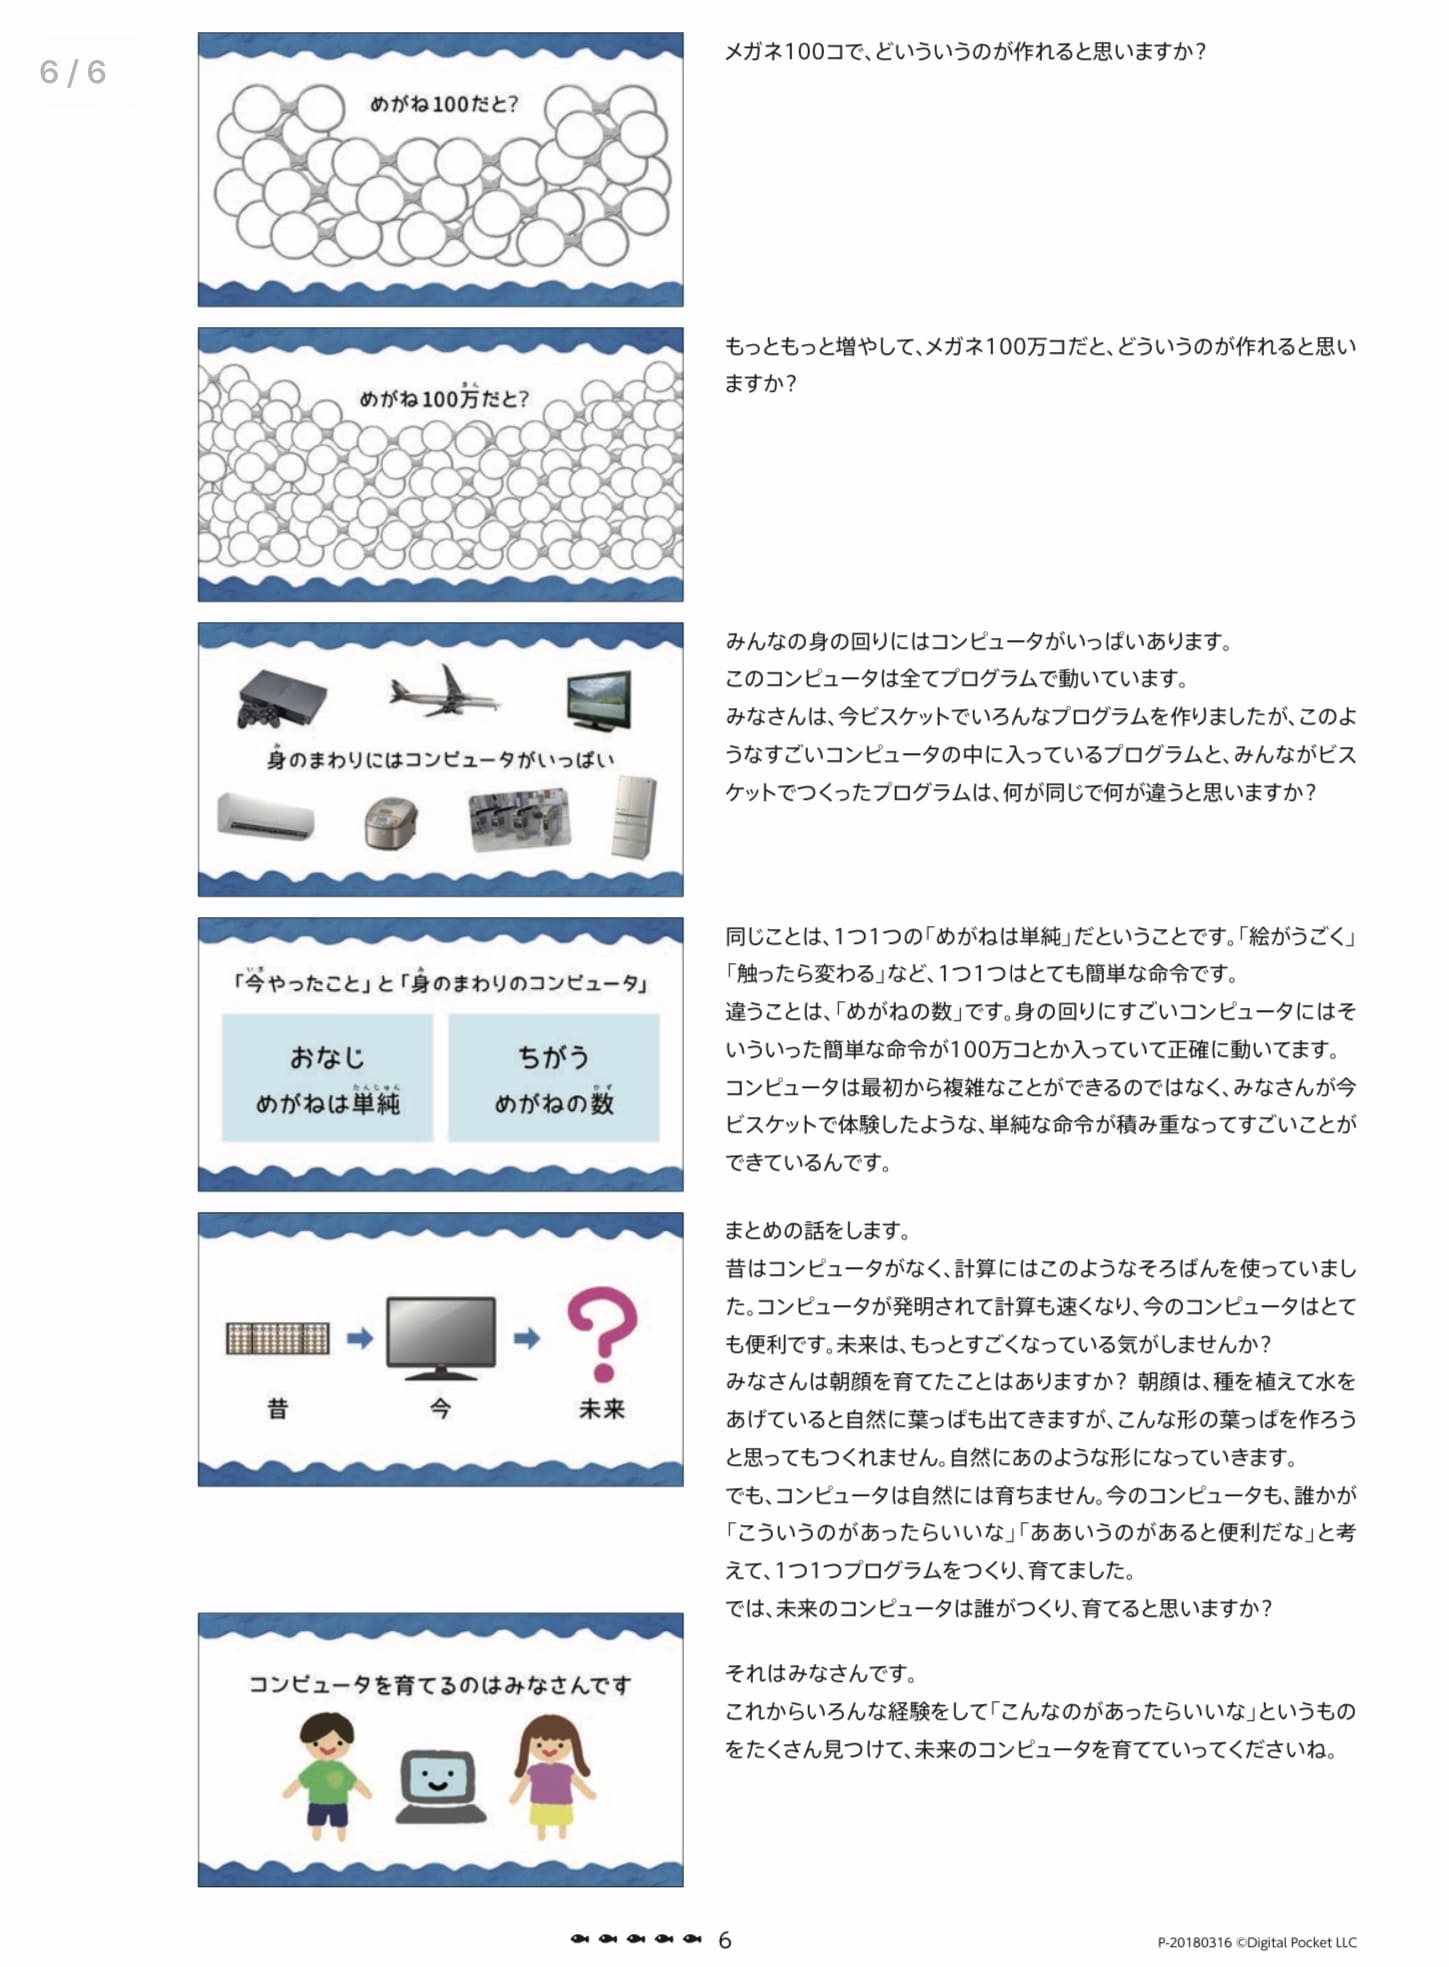 6 / 6
めがね100だと?
メガネ100コで、どいういうのが作れると思いますか?
めがね100万だと?
まん
もっともっと増やして、メガネ100万コだと、どういうのが作れると思い
ますか?
身のまわりにはコンピュータがいっぱい
み
みんなの身の回りにはコンピュータがいっぱいあります。
このコンピュータは全てプログラムで動いています。
みなさんは、今ビスケットでいろんなプログラムを作りましたが、このよ
うなすごいコンピュータの中に入っているプログラムと、みんながビス
ケットでつくったプログラムは、何が同じで何が違うと思いますか?
「今やったこと」と「身のまわりのコンピュータ」
いま
み
おなじ
めがねは単純
たんじゅん
ちがう
めがねの数
かず
同じことは、1つ1つの「めがねは単純」だということです。「絵がうごく」
「触ったら変わる」など、1つ1つはとても簡単な命令です。
違うことは、「めがねの数」です。身の回りにすごいコンピュータにはそ
いういった簡単な命令が100万コとか入っていて正確に動いてます。
コンピュータは最初から複雑なことができるのではなく、みなさんが今
ビスケットで体験したような、単純な命令が積み重なってすごいことが
できているんです。
昔
今
未来
まとめの話をします。
昔はコンピュータがなく、計算にはこのようなそろばんを使っていまし
た。コンピュータが発明されて計算も速くなり、今のコンピュータはとて
も便利です。未来は、もっとすごくなっている気がしませんか?
みなさんは朝顔を育てたことはありますか? 朝顔は、種を植えて水を
あげていると自然に葉っぱも出てきますが、こんな形の葉っぱを作ろう
と思ってもつくれません。自然にあのような形になっていきます。
でも、コンピュータは自然には育ちません。今のコンピュータも、誰かが
「こういうのがあったらいいな」「ああいうのがあると便利だな」と考
えて、1つ1つプログラムをつくり、育てました。
では、未来のコンピュータは誰がつくり、育てると思いますか?
コンピュータを育てるのはみなさんです
それはみなさんです。
これからいろんな経験をして「こんなのがあったらいいな」というもの
をたくさん見つけて、未来のコンピュータを育てていってくださいね。
6
P-20180316 ©Digital Pocket LLC